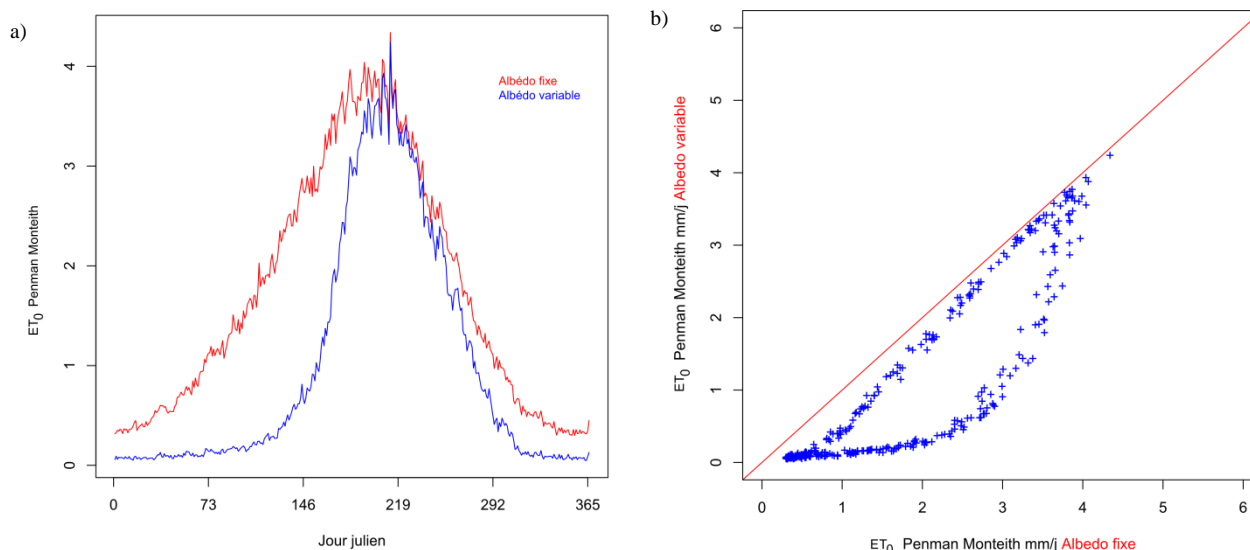 a)
ET0 Penman Monteith
4
3
2
1
0
Albédo fixe
Albédo variable
0 73 146 219 292 365
Jour julien
b)
ET0 Penman Monteith mm/j Albedo variable
6
5
4
3
2
1
0
0 1 2 3 4 5 6
ET0 Penman Monteith mm/j Albedo fixe